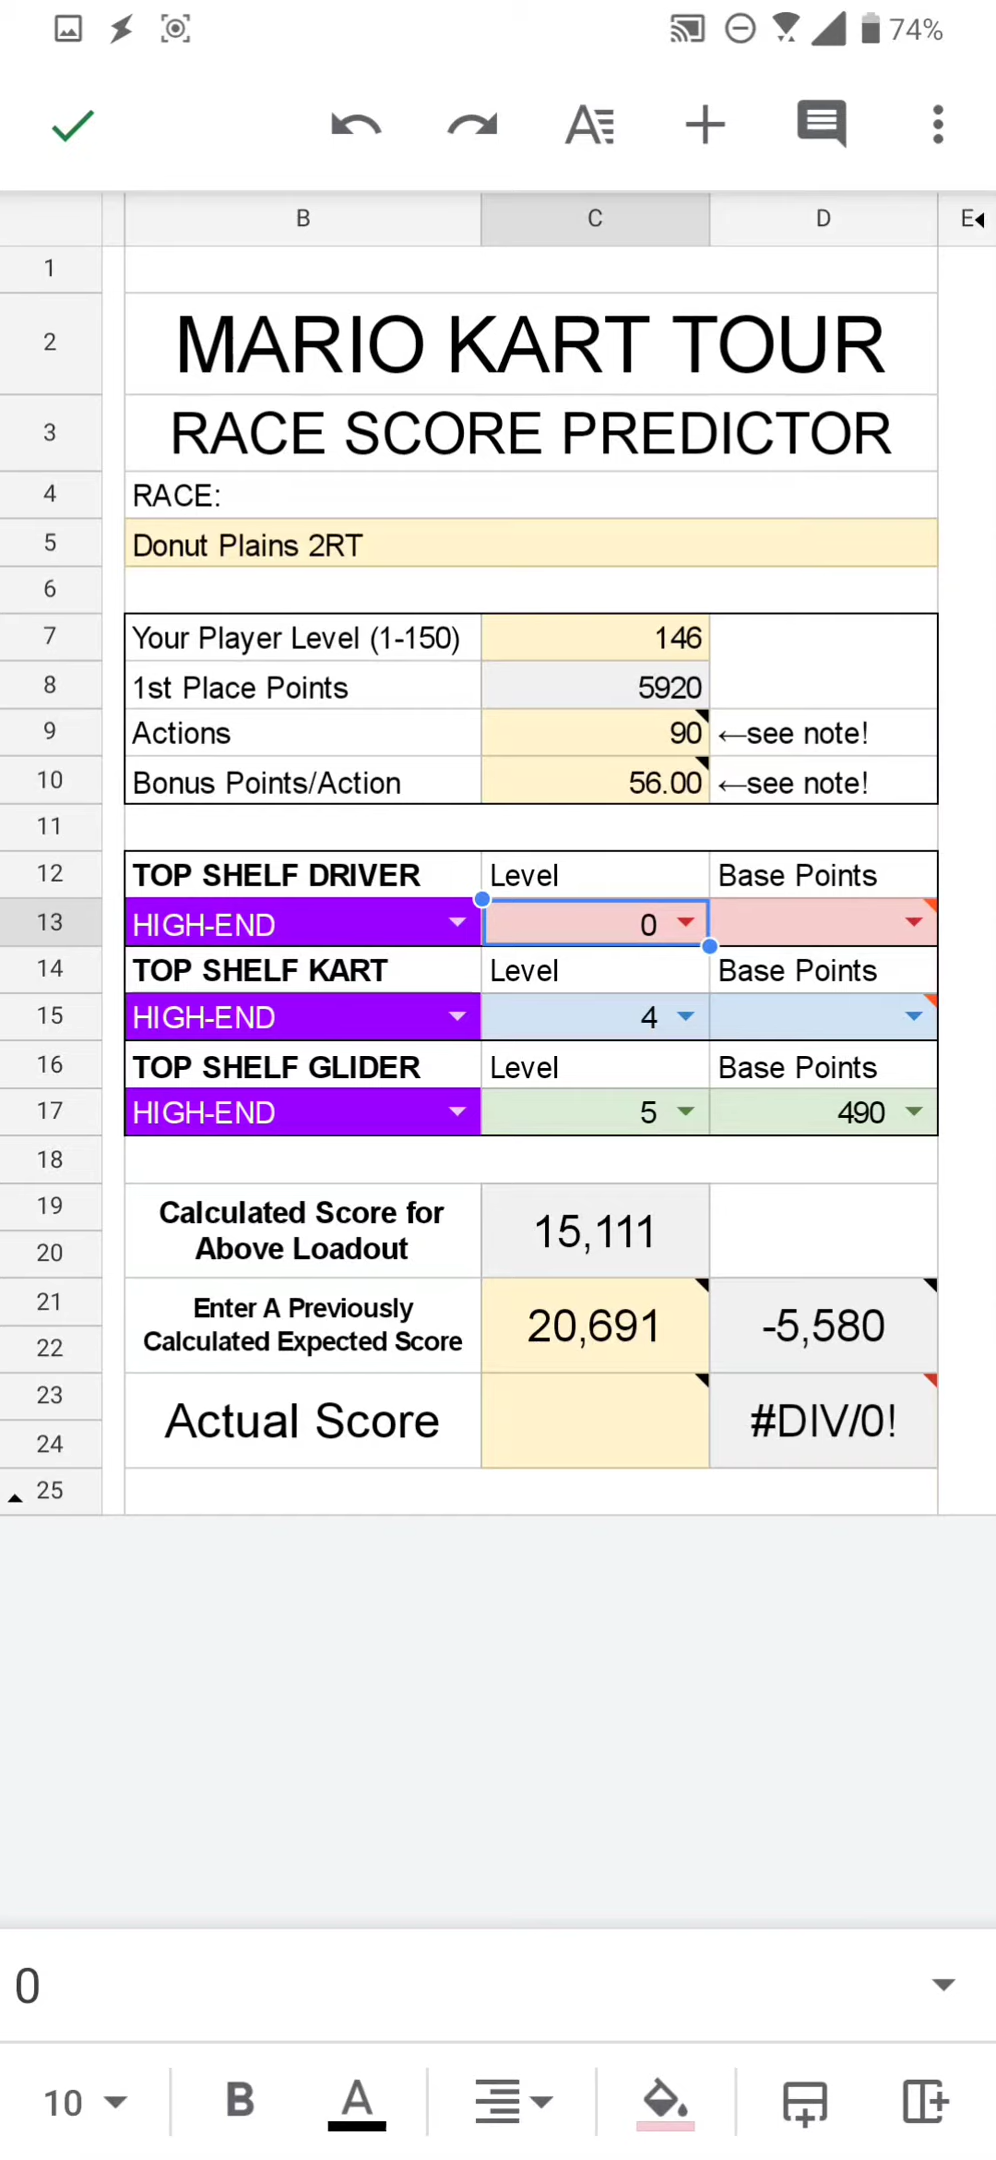 74%
B C D E
1
2 MARIO KART TOUR
3 RACE SCORE PREDICTOR
4 RACE:
5 Donut Plains 2RT
6
7 Your Player Level (1-150) 146
8 1st Place Points 5920
9 Actions 90 ←see note!
10 Bonus Points/Action 56.00 ←see note!
11
12 TOP SHELF DRIVER Level Base Points
13 HIGH-END 0
14 TOP SHELF KART Level Base Points
15 HIGH-END 4
16 TOP SHELF GLIDER Level Base Points
17 HIGH-END 5 490
18
19 Calculated Score for
20 Above Loadout 15,111
21 Enter A Previously
22 Calculated Expected Score 20,691 -5,580
23
24 Actual Score #DIV/0!
25
0
10 B A